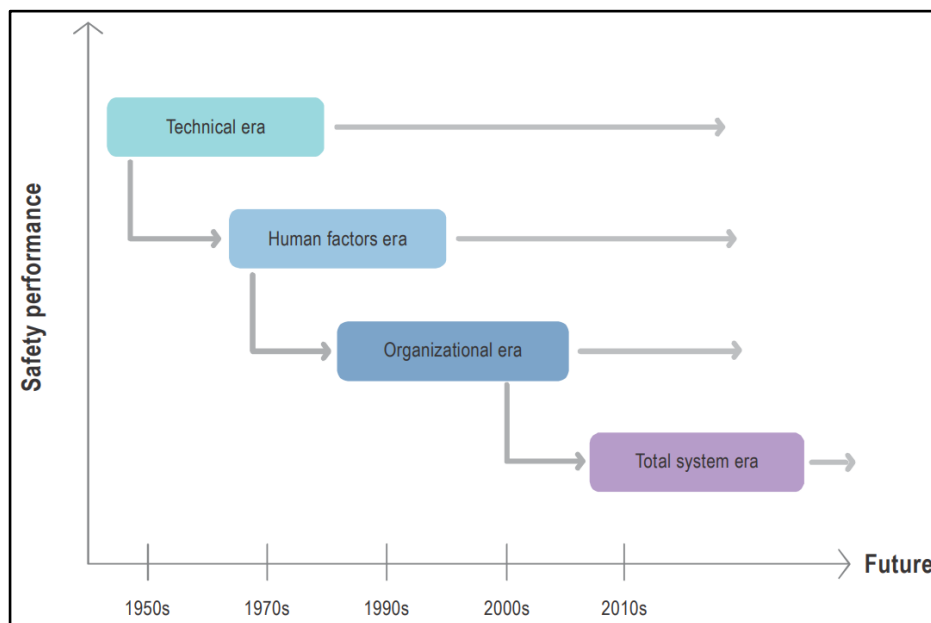 Safety performance
Technical era
Human factors era
Organizational era
Total system era
Future
1950s
1970s
1990s
2000s
2010s